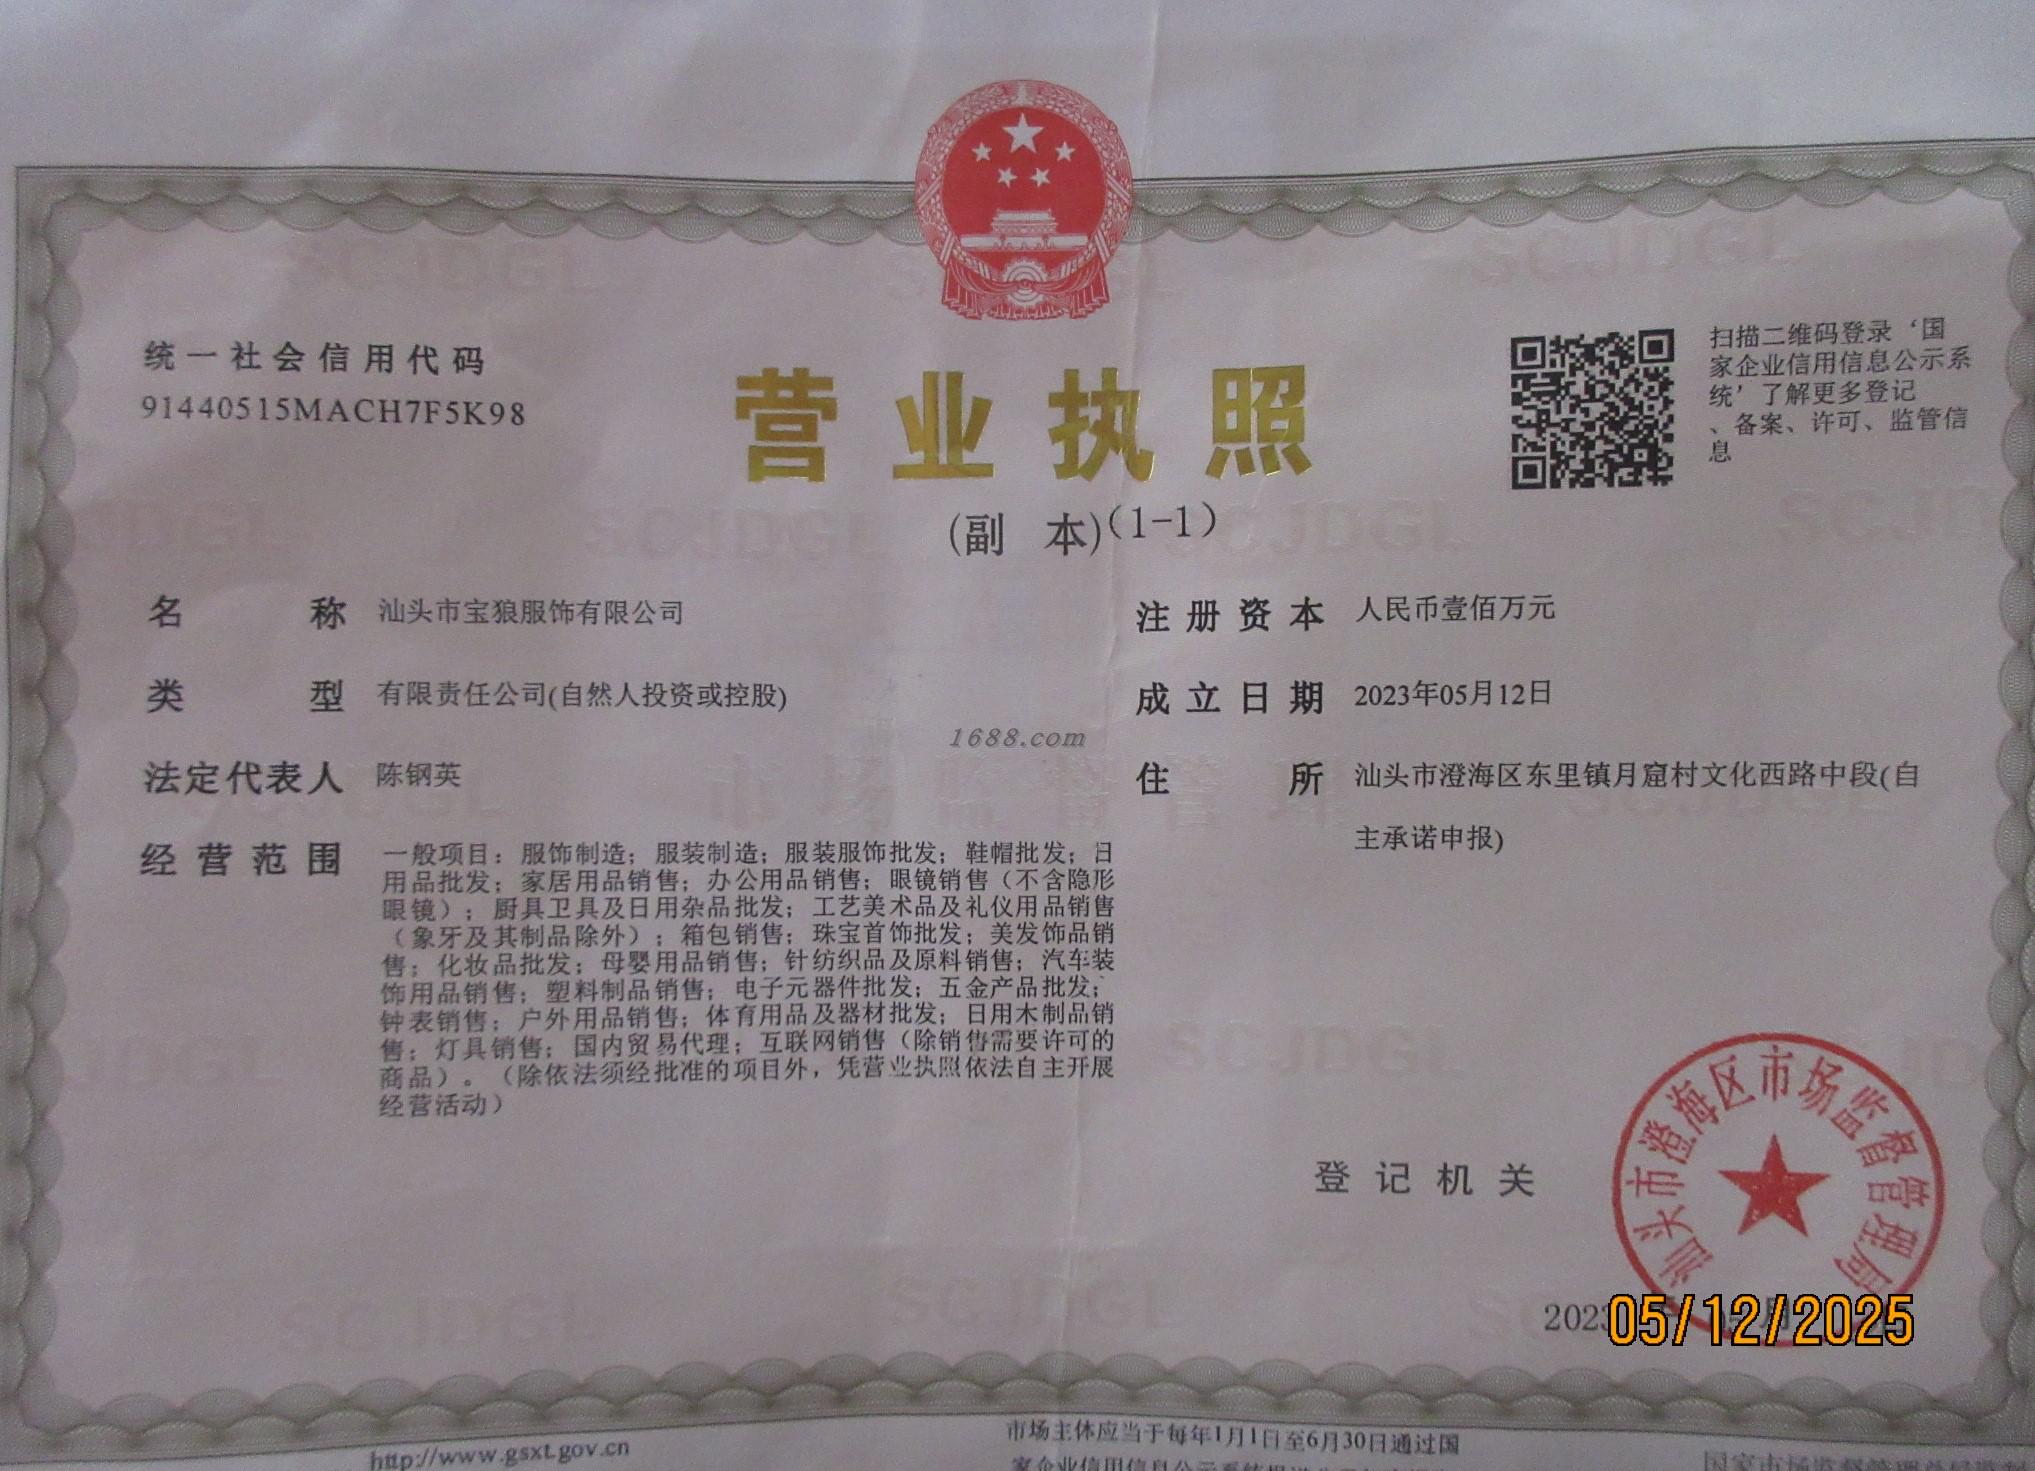 统一社会信用代码
91440515MACH7F5K98
营业执照
(副 本)(1-1)
扫描二维码登录‘国
家企业信用信息公示系
统’了解更多登记
、备案、许可、监管信
息
名 称 汕头市宝狼服饰有限公司
类 型 有限责任公司(自然人投资或控股)
法定代表人 陈钢英
经营范围 一般项目：服饰制造；服装制造；服装服饰批发；鞋帽批发；日
用品批发；家居用品销售；办公用品销售；眼镜销售（不含隐形
眼镜）；厨具卫具及日用杂品批发；工艺美术品及礼仪用品销售
（象牙及其制品除外）；箱包销售；珠宝首饰批发；美发饰品销
售；化妆品批发；母婴用品销售；针纺织品及原料销售；汽车装
饰用品销售；塑料制品销售；电子元器件批发；五金产品批发；
钟表销售；户外用品销售；体育用品及器材批发；日用木制品销
售；灯具销售；国内贸易代理；互联网销售（除销售需要许可的
商品）。（除依法须经批准的项目外，凭营业执照依法自主开展
经营活动）
注册资本 人民币壹佰万元
成立日期 2023年05月12日
住 所 汕头市澄海区东里镇月窟村文化西路中段(自
主承诺申报)
1688.com
SCJDGL
市场监督管理
登记机关
汕头市澄海区市场监督管理局
2023
05/12/2025
http://www.gsxt.gov.cn
市场主体应当于每年1月1日至6月30日通过国